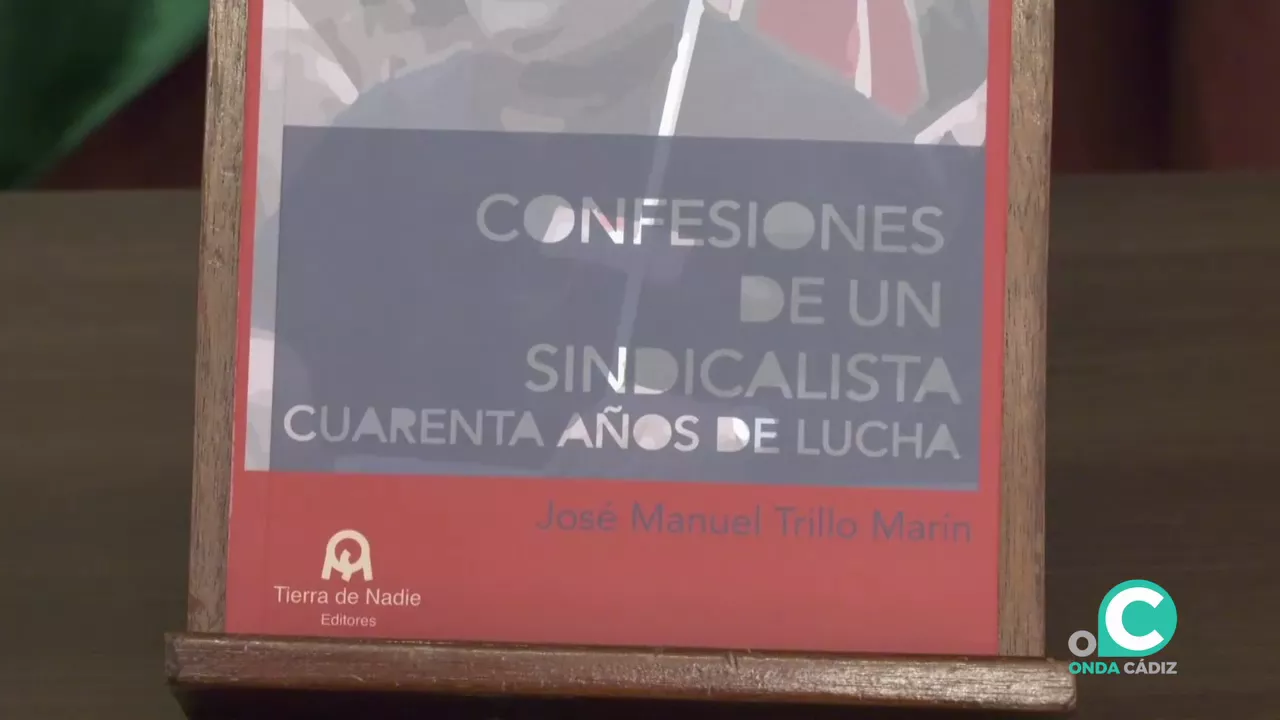 CONFESIONES
DE UN
SINDICALISTA
CUARENTA AÑOS DE LUCHA
José Manuel Trillo Marín
Tierra de Nadie
Editores
ONDA CÁDIZ